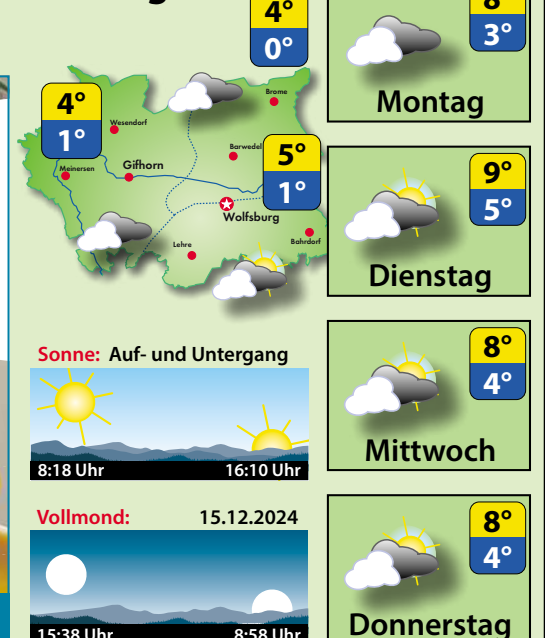 4°
0°
4°
1°
Wesendorf
Brome
Meinersen
Gifhorn
Barwedel
5°
1°
Wolfsburg
Lehre
Bahrdorf
Sonne: Auf- und Untergang
8:18 Uhr 16:10 Uhr
Vollmond: 15.12.2024
15:38 Uhr 8:58 Uhr
8°
3°
Montag
9°
5°
Dienstag
8°
4°
Mittwoch
8°
4°
Donnerstag